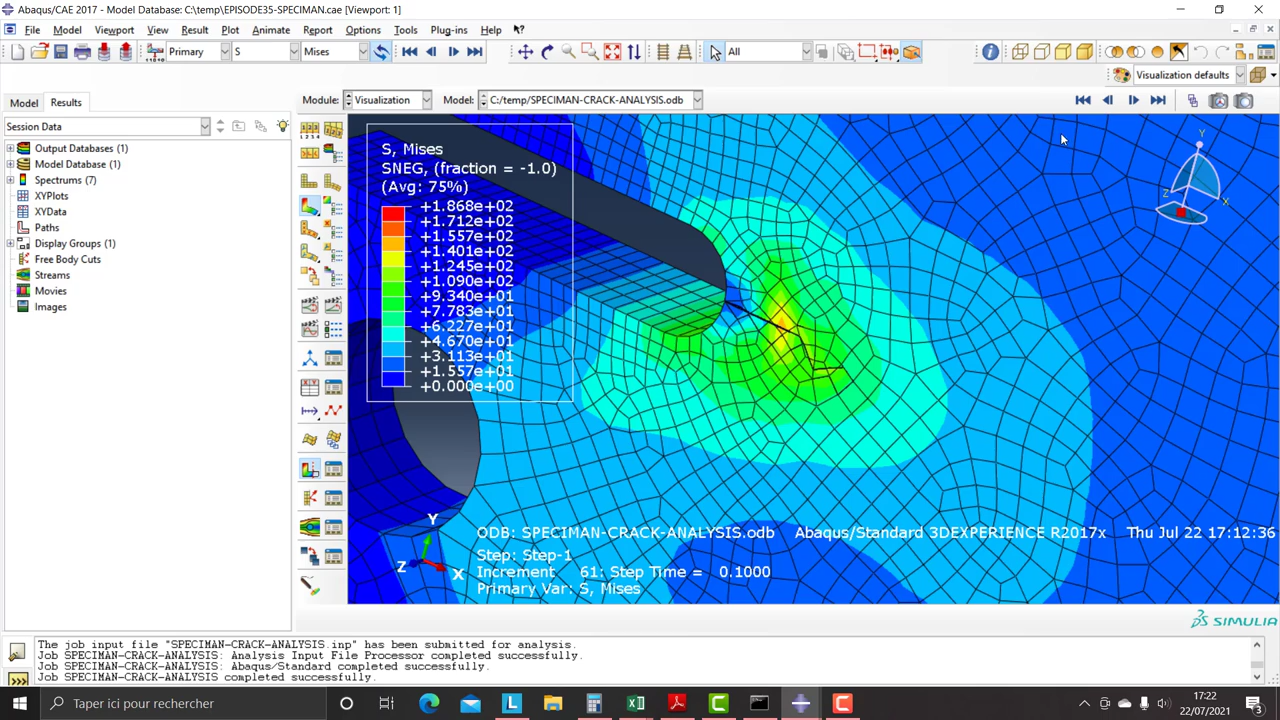 Abaqus/CAE 2017 - Model Database: C:\temp\EPISODE35-SPECIMAN.cae [Viewport: 1]
File Model Viewport View Result Plot Animate Report Options Tools Plug-ins Help
Primary S Mises All
Visualization defaults
Model Results Module: Visualization Model: C:/temp/SPECIMAN-CRACK-ANALYSIS.odb
Session Data
Output Databases (1)
Model Database (1)
Spectrums (7)
XYPlots
XYData
Paths
Display Groups (1)
Free Body Cuts
Streams
Movies
Images
S, Mises
SNEG, (fraction = -1.0)
(Avg: 75%)
+1.868e+02
+1.712e+02
+1.557e+02
+1.401e+02
+1.245e+02
+1.090e+02
+9.340e+01
+7.783e+01
+6.227e+01
+4.670e+01
+3.113e+01
+1.557e+01
+0.000e+00
Y
Z
X
Y
Z
X
ODB: SPECIMAN-CRACK-ANALYSIS.odb Abaqus/Standard 3DEXPERIENCE R2017x Thu Jul 22 17:12:36
Step: Step-1
Increment 61: Step Time = 0.1000
Primary Var: S, Mises
SIMULIA
The job input file "SPECIMAN-CRACK-ANALYSIS.inp" has been submitted for analysis.
Job SPECIMAN-CRACK-ANALYSIS: Analysis Input File Processor completed successfully.
Job SPECIMAN-CRACK-ANALYSIS: Abaqus/Standard completed successfully.
Job SPECIMAN-CRACK-ANALYSIS completed successfully.
>>>
Taper ici pour rechercher
17:22
22/07/2021